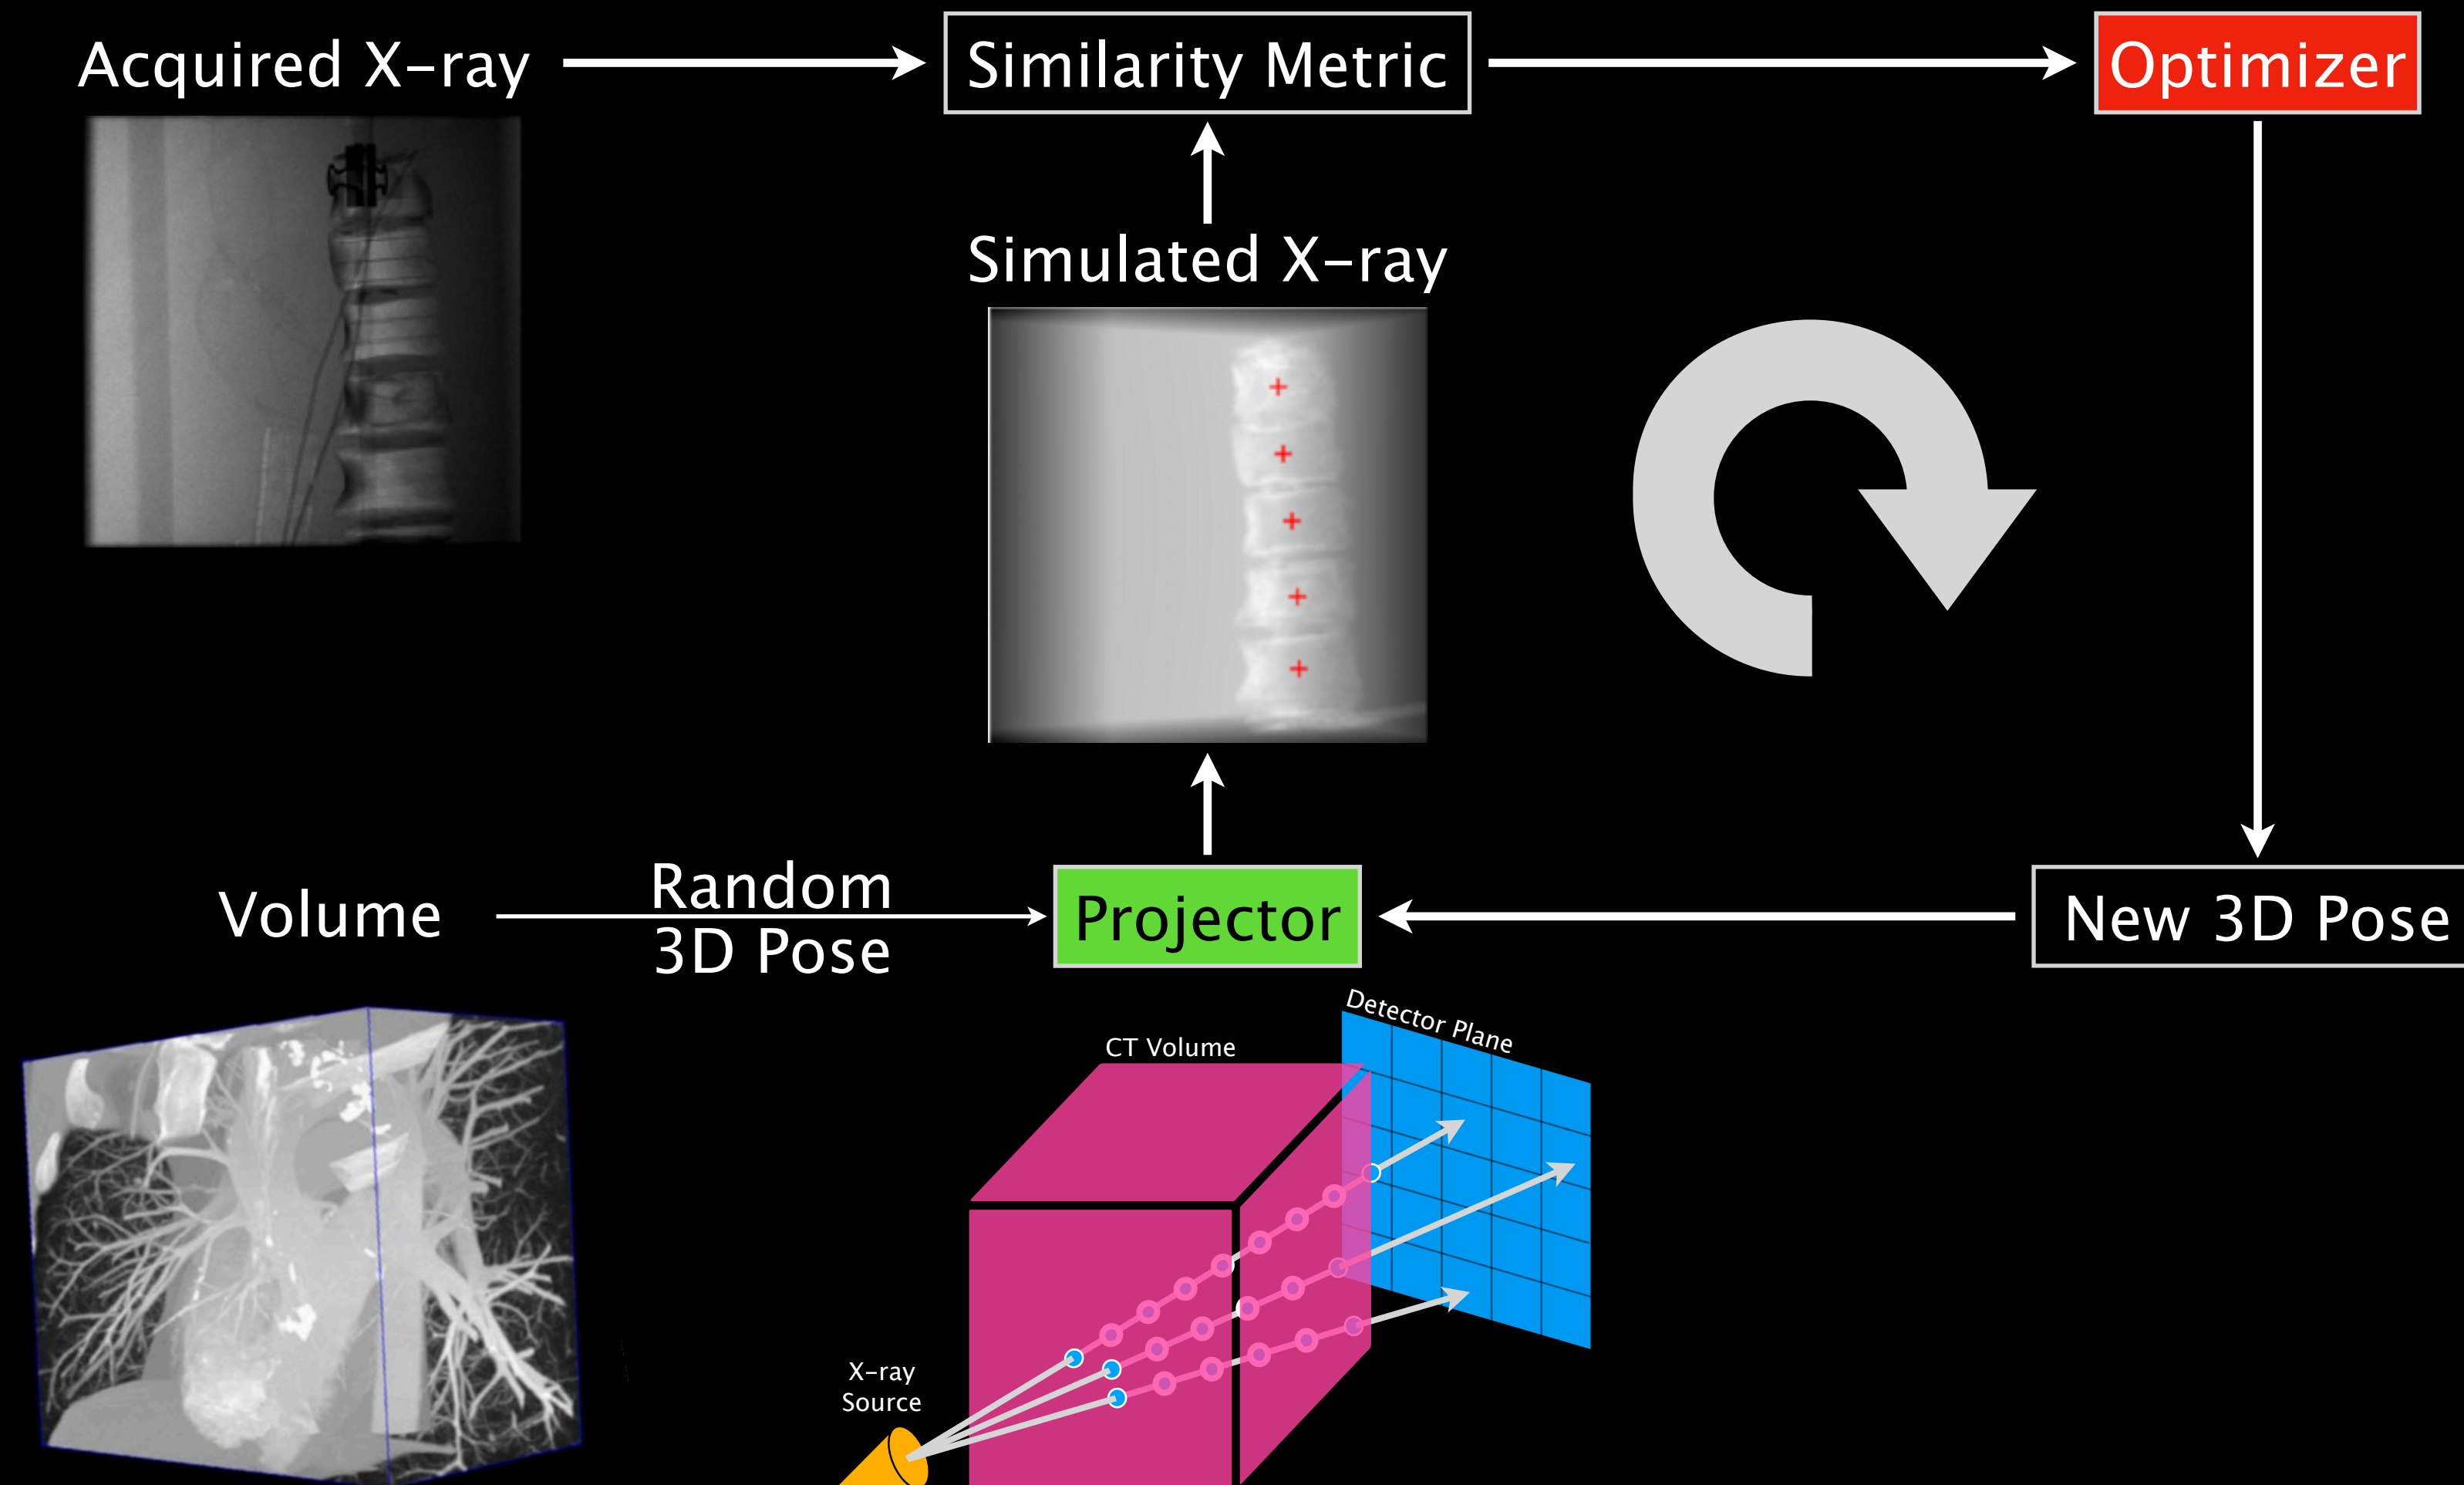 Acquired X-ray
Similarity Metric
Optimizer
Simulated X-ray
Volume
Random
3D Pose
Projector
New 3D Pose
Detector Plane
CT Volume
X-ray
Source